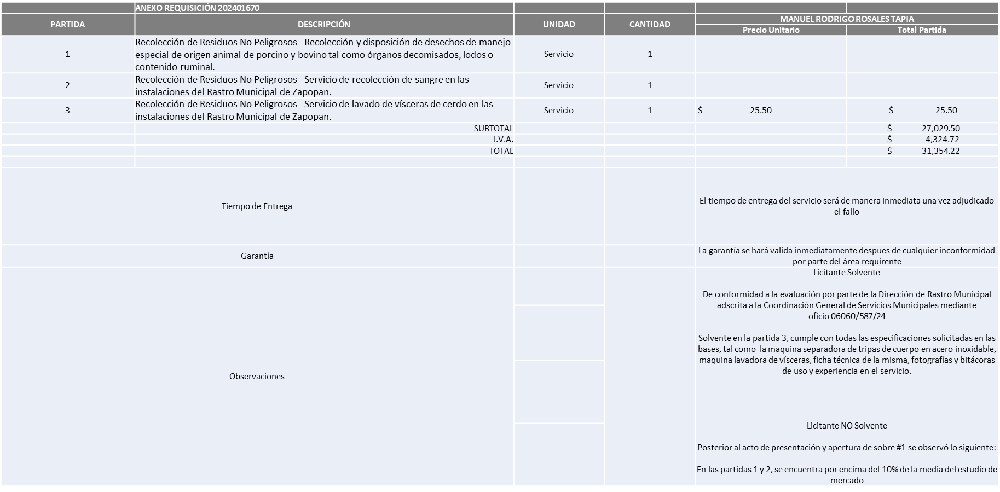 ANEXO REQUISICIÓN 202401670
PARTIDA DESCRIPCIÓN UNIDAD CANTIDAD MANUEL RODRIGO ROSALES TAPIA
Precio Unitario Total Partida
Recolección de Residuos No Peligrosos - Recolección y disposición de desechos de manejo
1 especial de origen animal de porcino y bovino tal como órganos decomisados, lodos o Servicio 1
contenido ruminal.
Recolección de Residuos No Peligrosos - Servicio de recolección de sangre en las
2 Servicio 1
instalaciones del Rastro Municipal de Zapopan.
Recolección de Residuos No Peligrosos - Servicio de lavado de vísceras de cerdo en las
3 Servicio 1 $ 25.50 $ 25.50
instalaciones del Rastro Municipal de Zapopan.
SUBTOTAL $ 27,029.50
I.V.A. $ 4,324.72
TOTAL $ 31,354.22
Tiempo de Entrega
El tiempo de entrega del servicio será de manera inmediata una vez adjudicado
el fallo
Garantía
La garantía se hará valida inmediatamente despues de cualquier inconformidad
por parte del área requirente
Observaciones
Licitante Solvente
De conformidad a la evaluación por parte de la Dirección de Rastro Municipal
adscrita a la Coordinación General de Servicios Municipales mediante
oficio 06060/587/24
Solvente en la partida 3, cumple con todas las especificaciones solicitadas en las
bases, tal como la maquina separadora de tripas de cuerpo en acero inoxidable,
maquina lavadora de vísceras, ficha técnica de la misma, fotografías y bitácoras
de uso y experiencia en el servicio.
Licitante NO Solvente
Posterior al acto de presentación y apertura de sobre #1 se observó lo siguiente:
En las partidas 1 y 2, se encuentra por encima del 10% de la media del estudio de
mercado